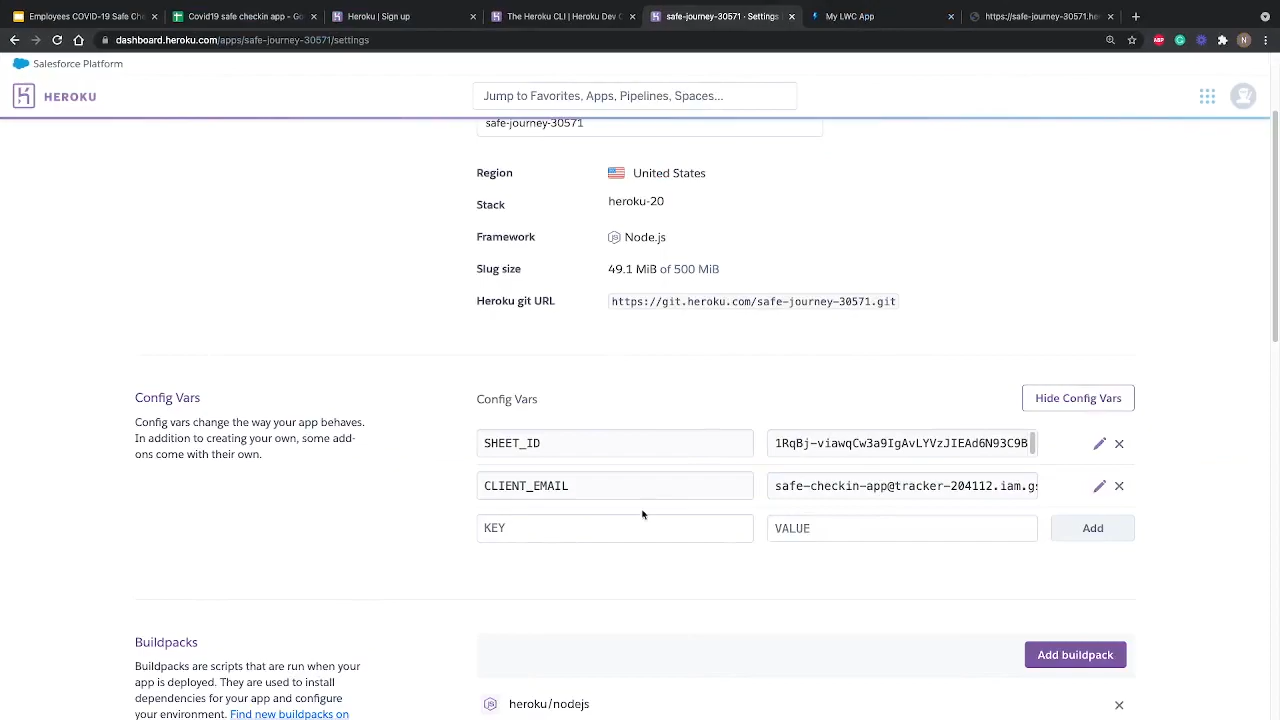 Employees COVID-19 Safe Che
Covid19 safe checkin app - Go
Heroku | Sign up
The Heroku CLI | Heroku Dev C
safe-journey-30571 · Settings
My LWC App
https://safe-journey-30571.he
dashboard.heroku.com/apps/safe-journey-30571/settings
ABP
N
Salesforce Platform
HEROKU
Jump to Favorites, Apps, Pipelines, Spaces...
safe-journey-30571
Region
United States
Stack
heroku-20
Framework
Node.js
Slug size
49.1 MiB of 500 MiB
Heroku git URL
https://git.heroku.com/safe-journey-30571.git
Config Vars
Config vars change the way your app behaves.
In addition to creating your own, some add-
ons come with their own.
Config Vars
Hide Config Vars
SHEET_ID
1RqBj-viawqCw3a9IgAvLYVzJIEAd6N93C9B
CLIENT_EMAIL
safe-checkin-app@tracker-204112.iam.gs
KEY
VALUE
Add
Buildpacks
Buildpacks are scripts that are run when your
app is deployed. They are used to install
dependencies for your app and configure
your environment. Find new buildpacks on
Add buildpack
heroku/nodejs